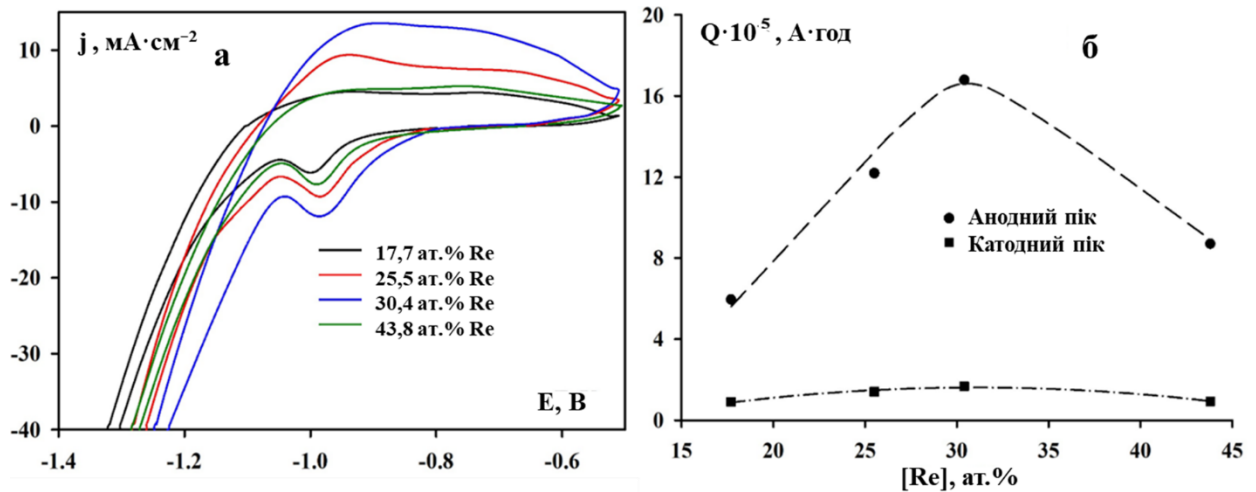 j , мА·см⁻²
а
10
0
-10
-20
-30
-40
17,7 ат.% Re
25,5 ат.% Re
30,4 ат.% Re
43,8 ат.% Re
E, В
-1.4
-1.2
-1.0
-0.8
-0.6
Q·10⁻⁵ , А·год
б
20
16
12
8
4
0
Анодний пік
Катодний пік
15
20
25
30
35
40
45
[Re], ат.%